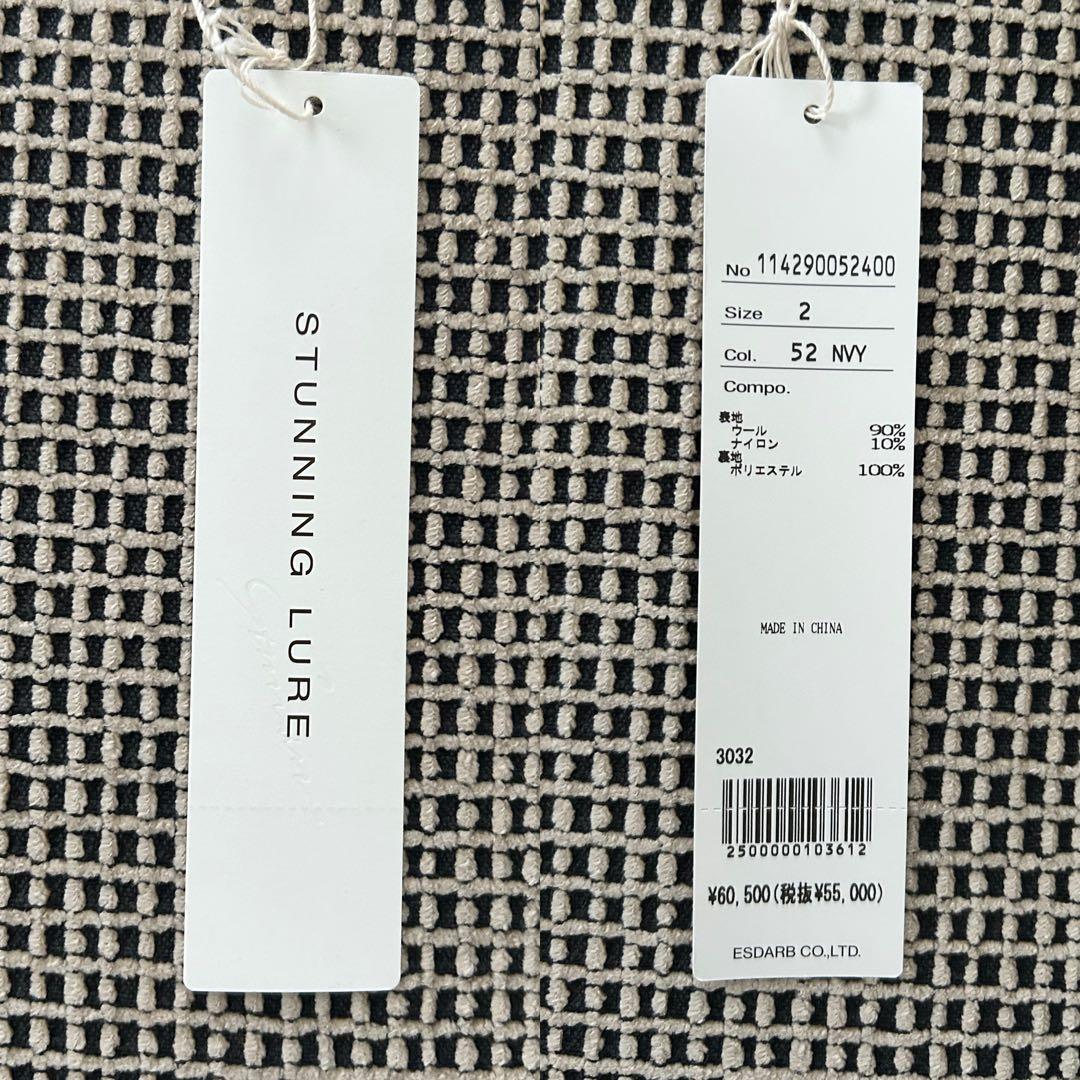 STUNNING LURE
No 114290052400
Size 2
Col. 52 NVY
Compo.
表地
ウール 90%
ナイロン 10%
裏地
ポリエステル 100%
MADE IN CHINA
3032
2500000103612
¥60,500(税抜¥55,000)
ESDARB CO.,LTD.